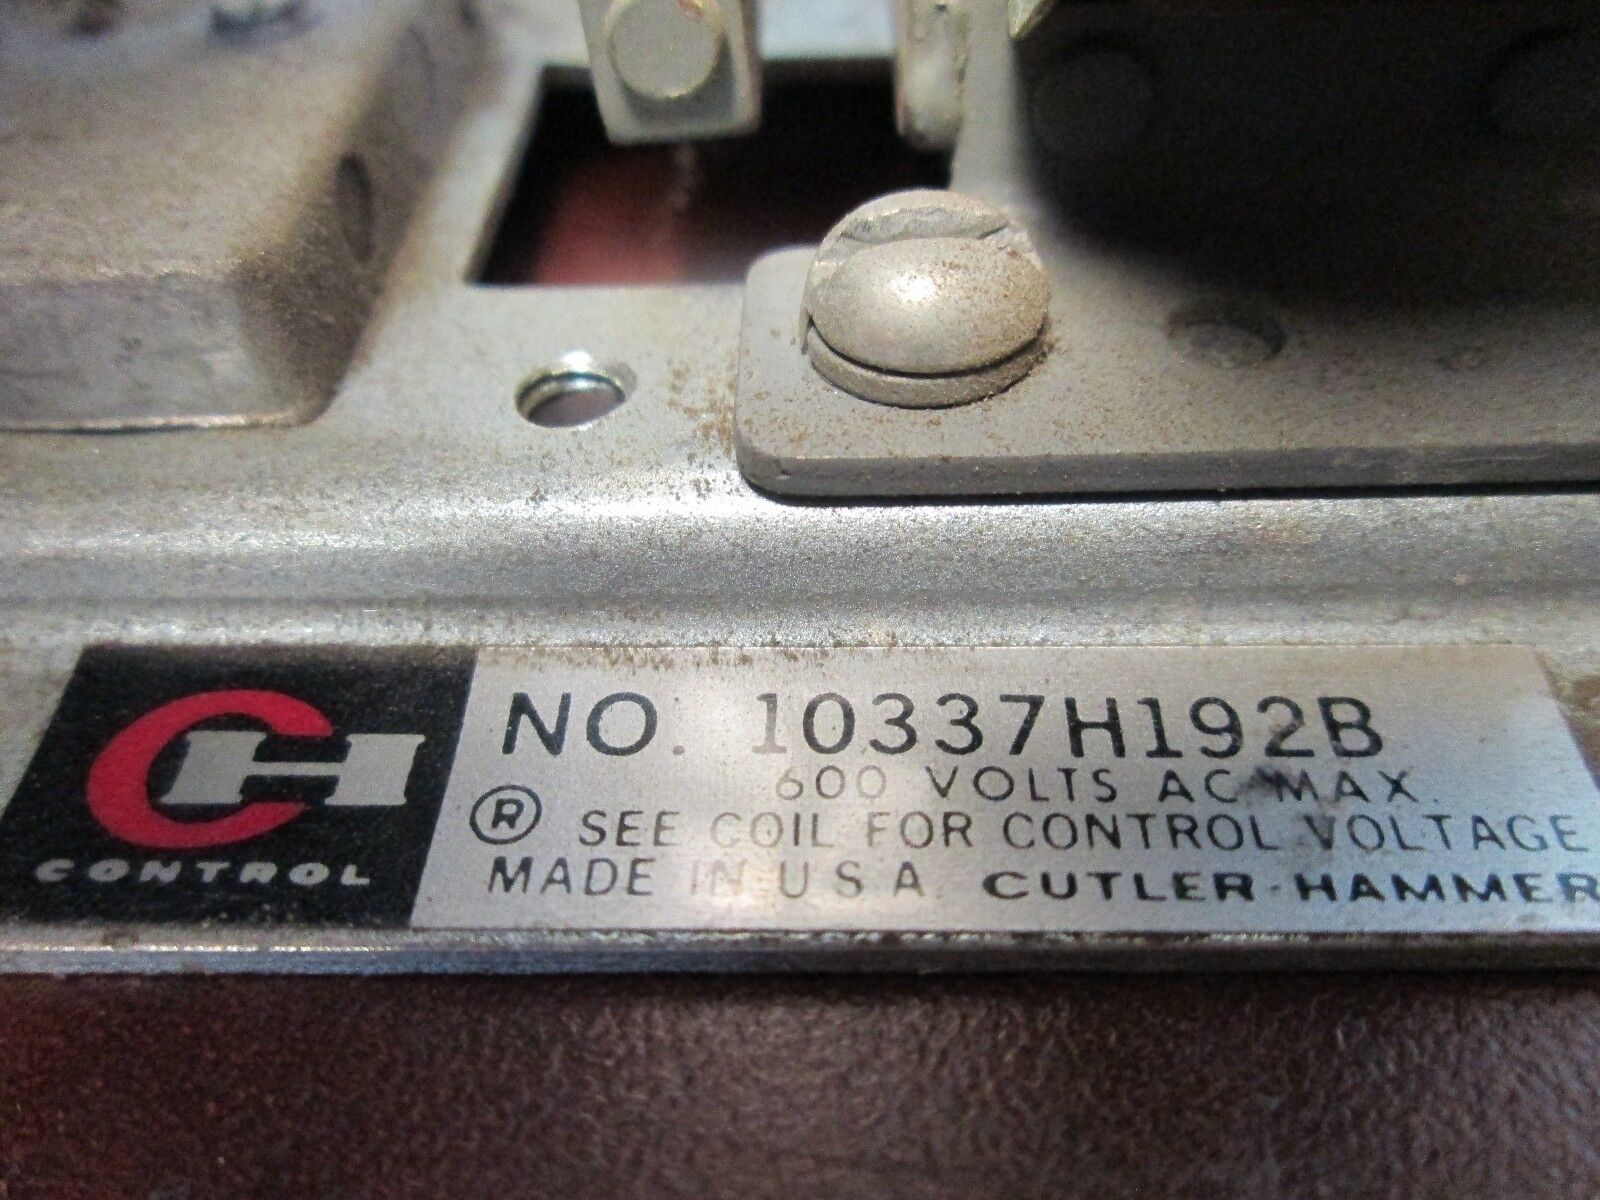 CH
CONTROL
NO. 10337H192B
600 VOLTS AC MAX.
® SEE COIL FOR CONTROL VOLTAGE
MADE IN U S A CUTLER-HAMMER